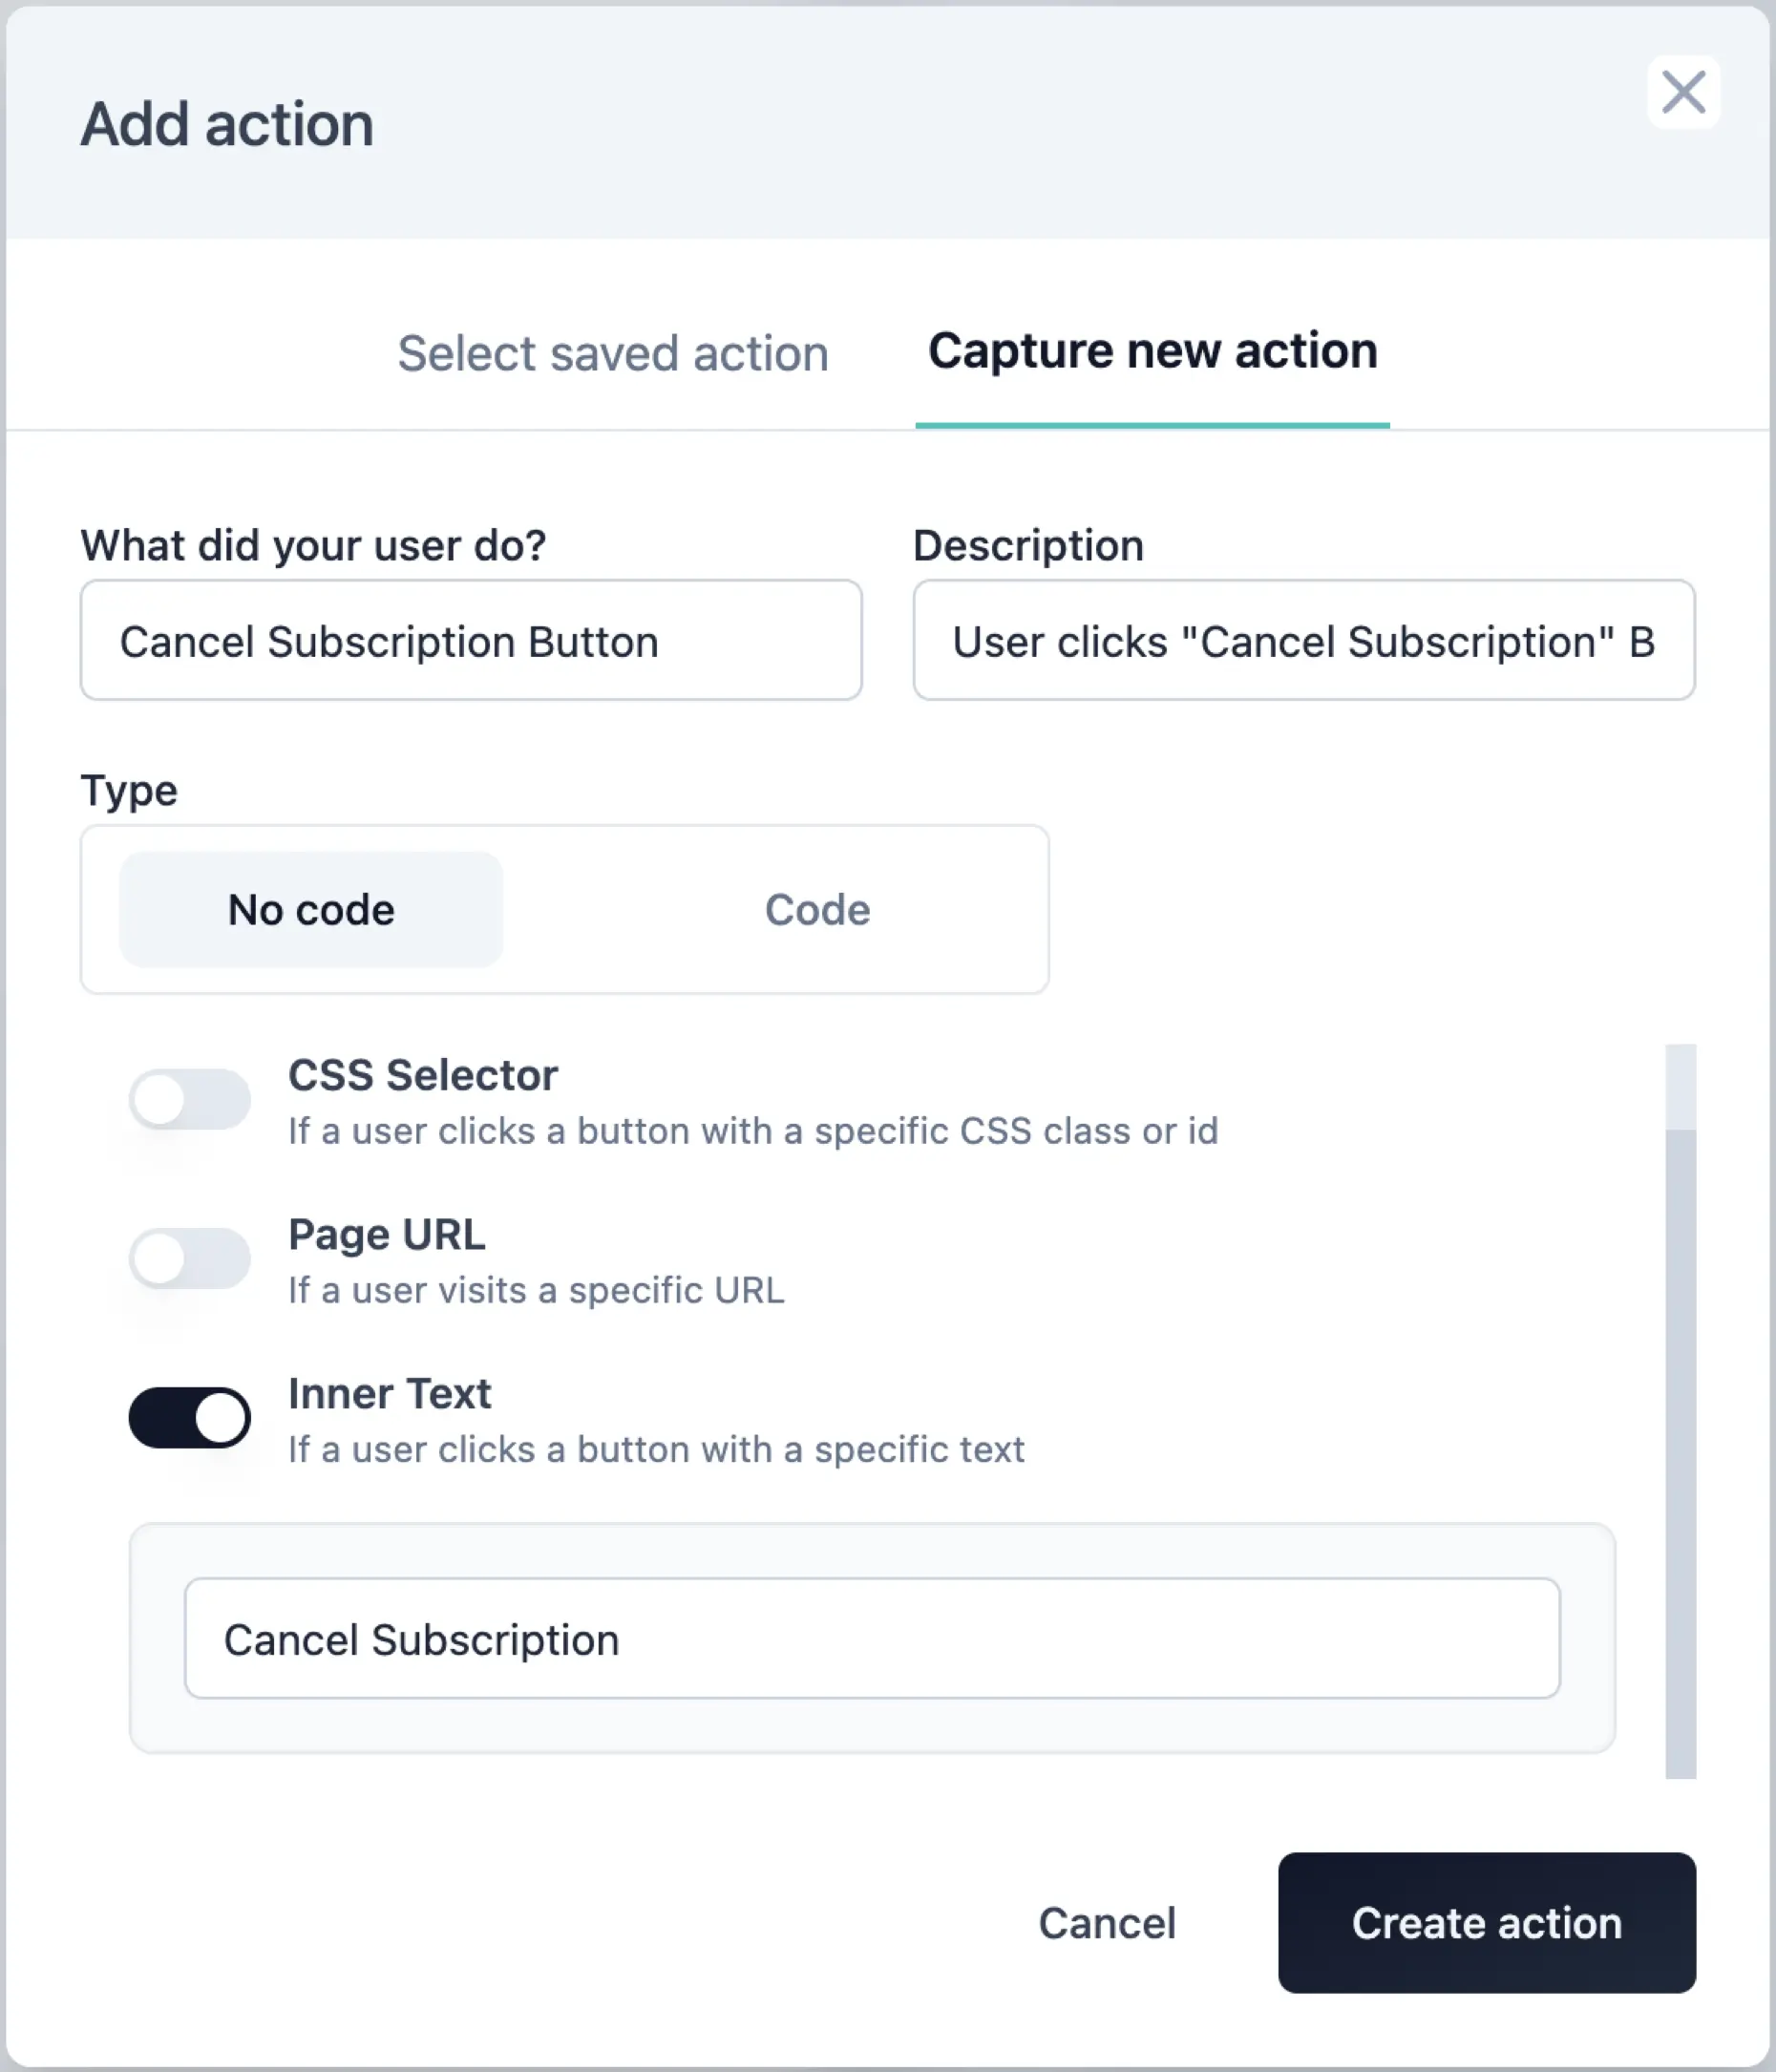 Add action
Select saved action
Capture new action
What did your user do?
Description
Cancel Subscription Button
User clicks "Cancel Subscription" B
Type
No code
Code
CSS Selector
If a user clicks a button with a specific CSS class or id
Page URL
If a user visits a specific URL
Inner Text
If a user clicks a button with a specific text
Cancel Subscription
Cancel
Create action